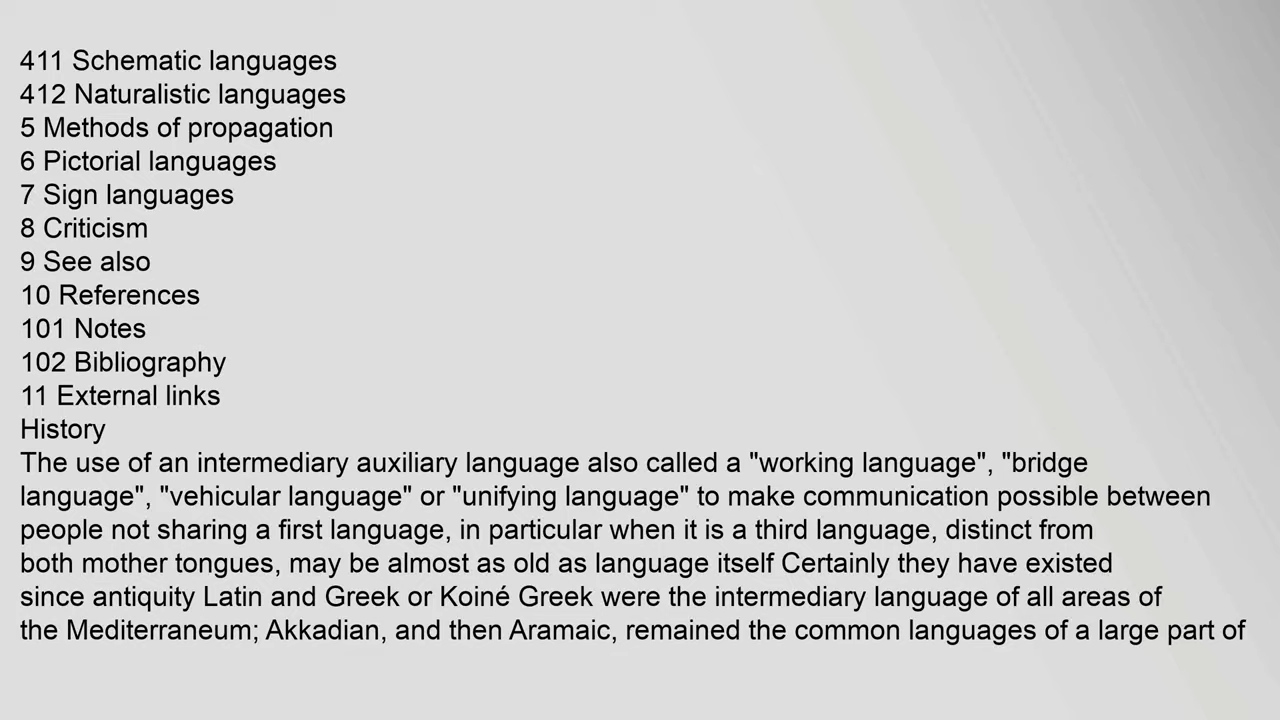 411 Schematic languages
412 Naturalistic languages
5 Methods of propagation
6 Pictorial languages
7 Sign languages
8 Criticism
9 See also
10 References
101 Notes
102 Bibliography
11 External links
History
The use of an intermediary auxiliary language also called a "working language", "bridge
language", "vehicular language" or "unifying language" to make communication possible between
people not sharing a first language, in particular when it is a third language, distinct from
both mother tongues, may be almost as old as language itself Certainly they have existed
since antiquity Latin and Greek or Koiné Greek were the intermediary language of all areas of
the Mediterraneum; Akkadian, and then Aramaic, remained the common languages of a large part of